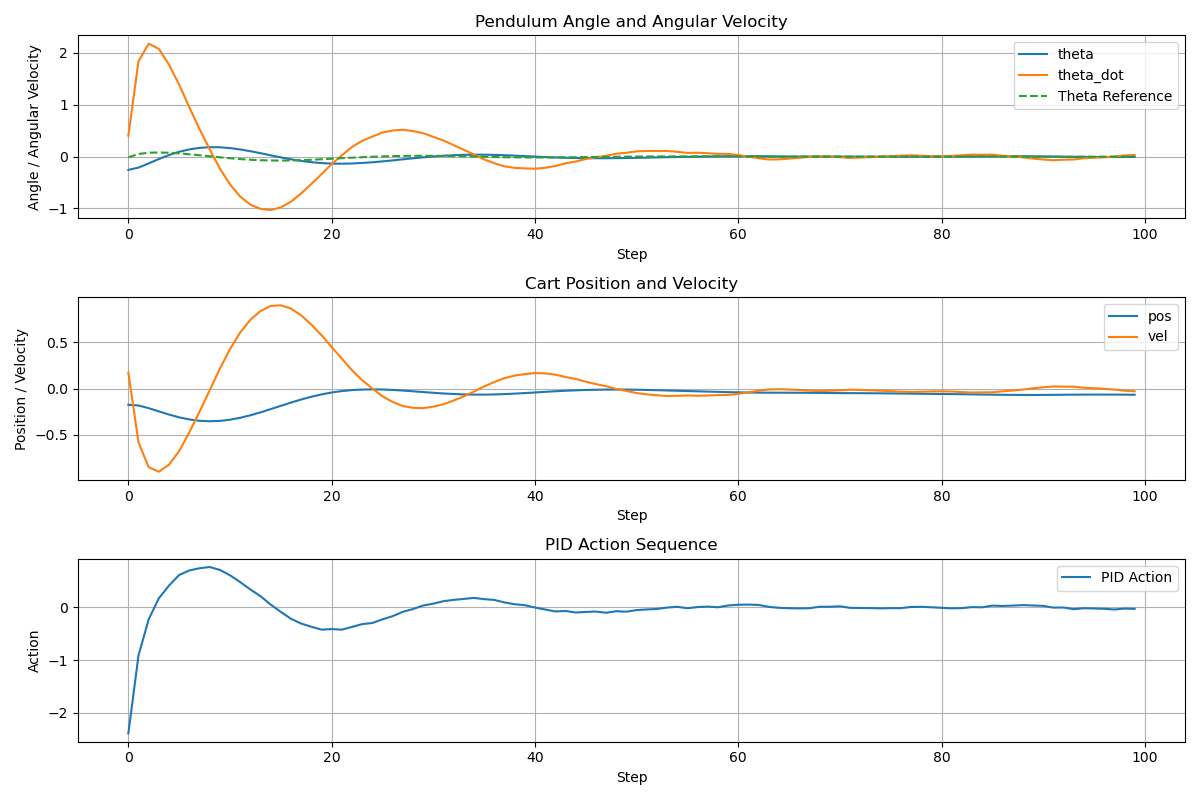 Pendulum Angle and Angular Velocity
Angle / Angular Velocity
2
1
0
−1
theta
theta_dot
Theta Reference
0 20 40 60 80 100
Step
Cart Position and Velocity
Position / Velocity
0.5
0.0
−0.5
pos
vel
0 20 40 60 80 100
Step
PID Action Sequence
Action
0
−1
−2
PID Action
0 20 40 60 80 100
Step